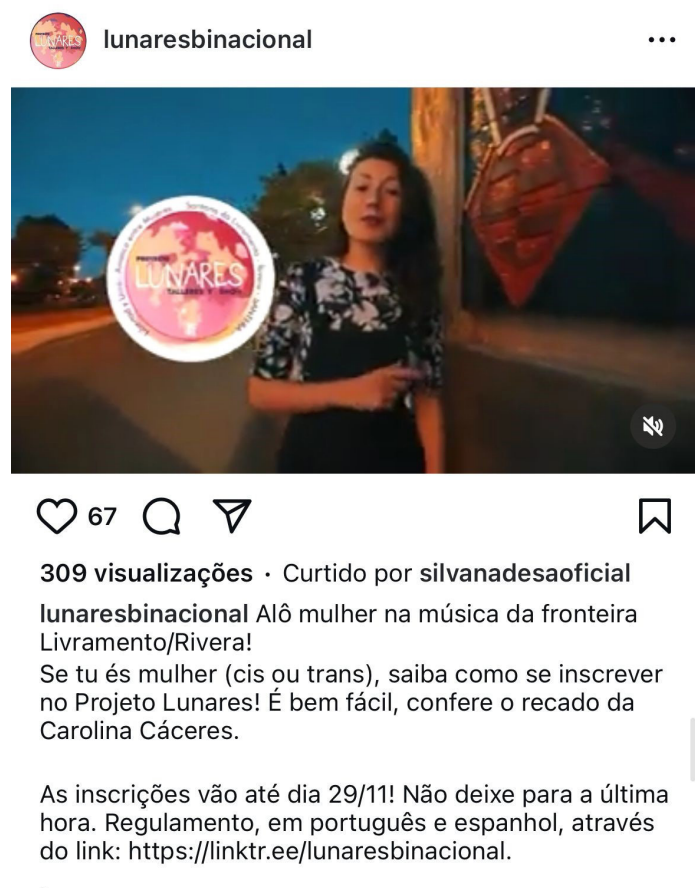 lunaresbinacional
PROYECTO
LUNARES
TALLERES Y SHOW
67
309 visualizações · Curtido por silvanadesaoficial
lunaresbinacional Alô mulher na música da fronteira
Livramento/Rivera!
Se tu és mulher (cis ou trans), saiba como se inscrever
no Projeto Lunares! É bem fácil, confere o recado da
Carolina Cáceres.
As inscrições vão até dia 29/11! Não deixe para a última
hora. Regulamento, em português e espanhol, através
do link: https://linktr.ee/lunaresbinacional.